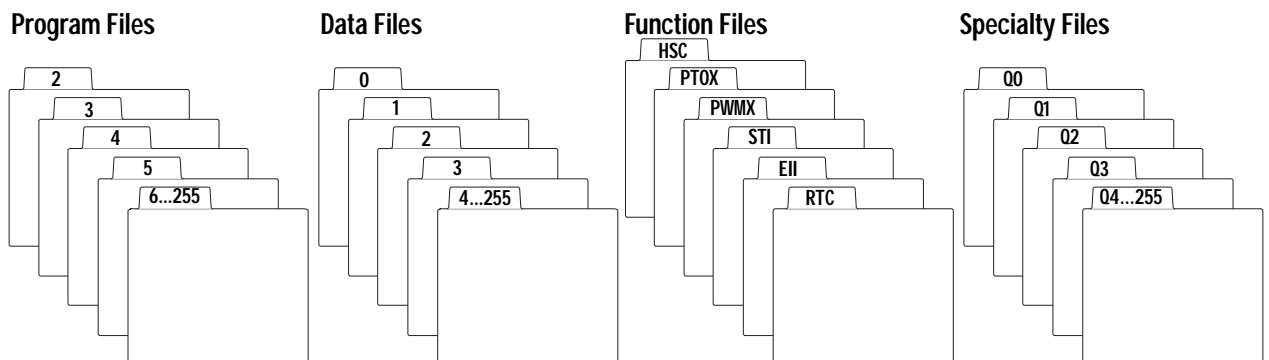 Program Files
2
3
4
5
6...255
Data Files
0
1
2
3
4...255
Function Files
HSC
PTOX
PWMX
STI
EII
RTC
Specialty Files
Q0
Q1
Q2
Q3
Q4...255